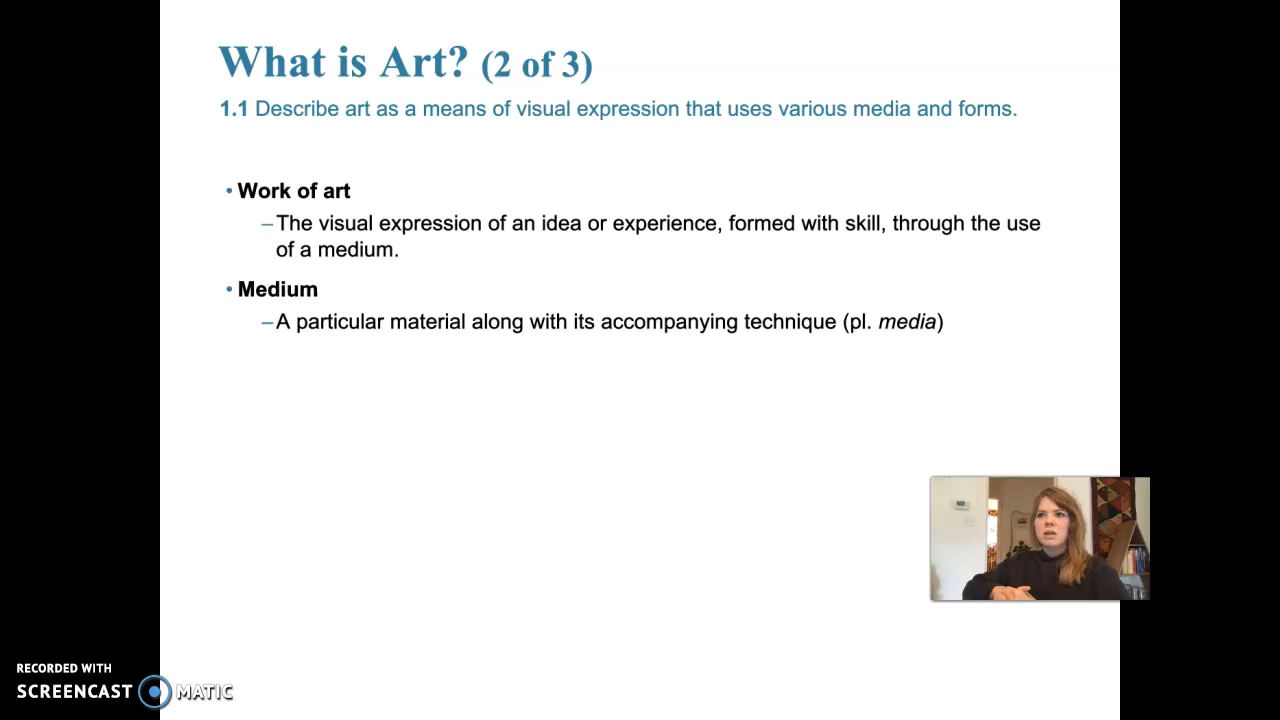 What is Art? (2 of 3)
1.1 Describe art as a means of visual expression that uses various media and forms.
• Work of art
–The visual expression of an idea or experience, formed with skill, through the use
of a medium.
• Medium
–A particular material along with its accompanying technique (pl. media)
RECORDED WITH
SCREENCAST MATIC